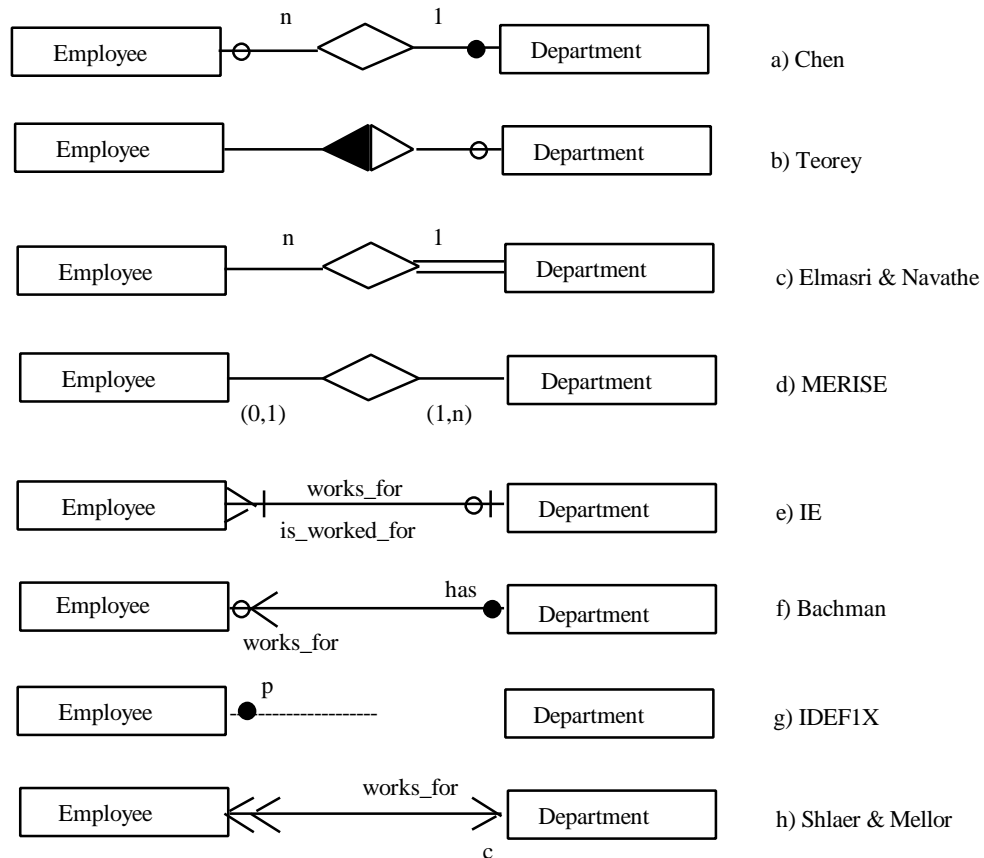 n 1
Employee Department a) Chen
Employee Department b) Teorey
n 1
Employee Department c) Elmasri & Navathe
Employee Department d) MERISE
(0,1) (1,n)
works_for
Employee Department e) IE
is_worked_for
has
Employee Department f) Bachman
works_for
p
Employee Department g) IDEF1X
works_for
Employee Department h) Shlaer & Mellor
c